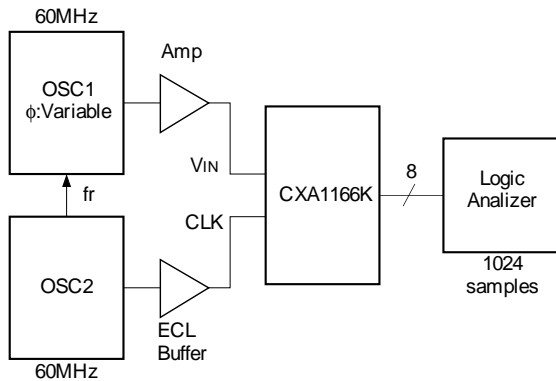 60MHz
OSC1
ϕ:Variable
Amp
VIN
fr
CLK
OSC2
60MHz
ECL
Buffer
CXA1166K
8
Logic
Analizer
1024
samples